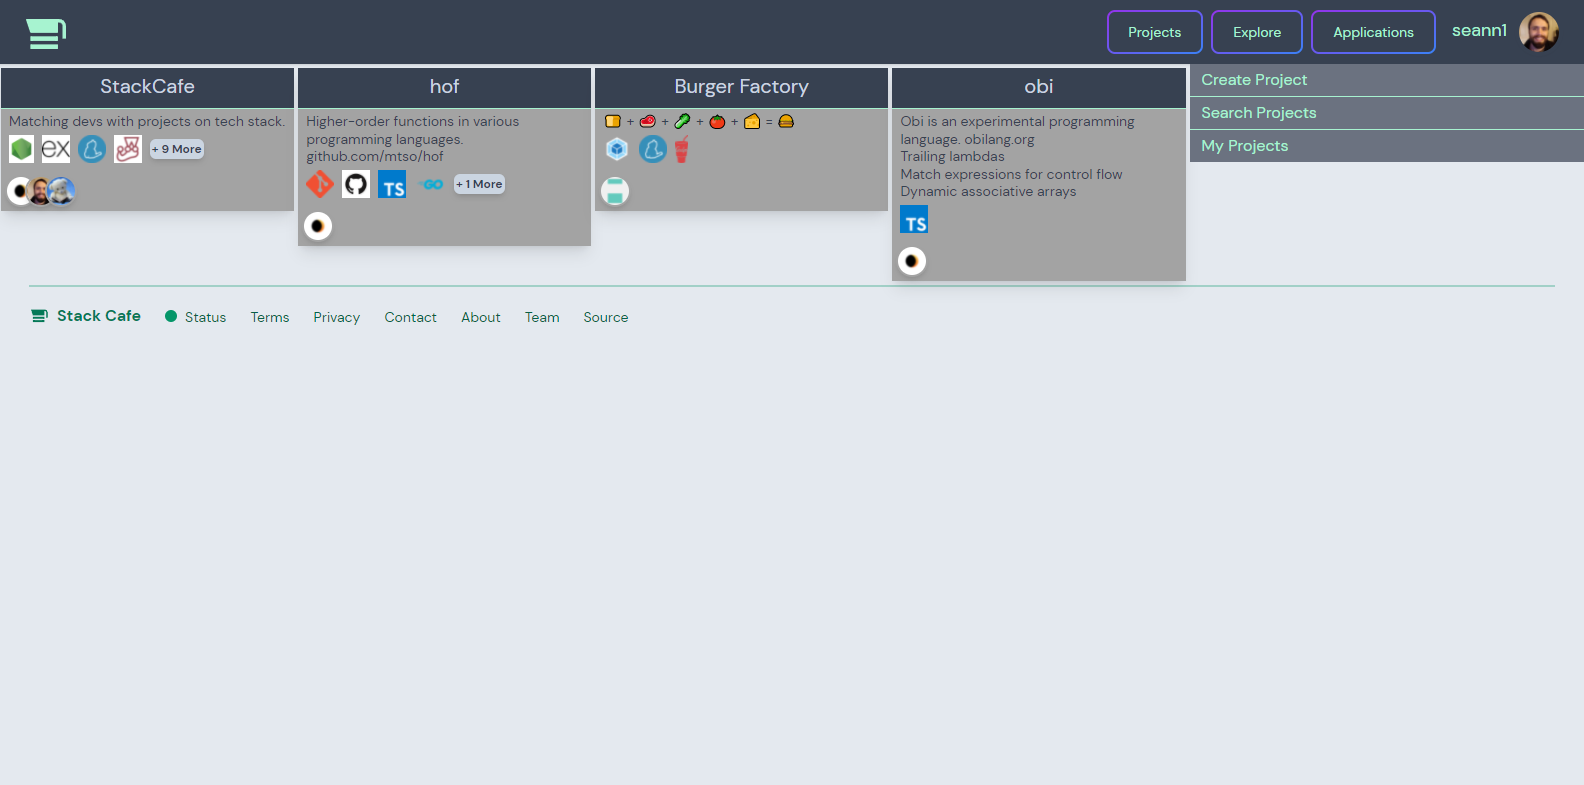 Projects
Explore
Applications
seann1
StackCafe
Matching devs with projects on tech stack.
ex
+ 9 More
hof
Higher-order functions in various
programming languages.
github.com/mtso/hof
TS
GO
+ 1 More
Burger Factory
+ + + + =
obi
Obi is an experimental programming
language. obilang.org
Trailing lambdas
Match expressions for control flow
Dynamic associative arrays
TS
Create Project
Search Projects
My Projects
Stack Cafe
Status
Terms
Privacy
Contact
About
Team
Source